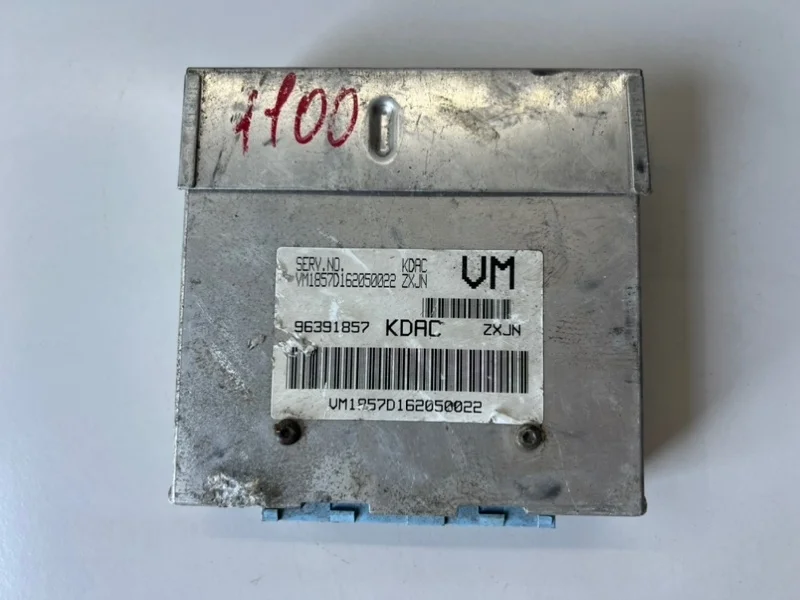 1100
SERV.NO. KDAC VM
VM1857D162050022 ZXJN
96391857 KDAC ZXJN
VM1857D162050022